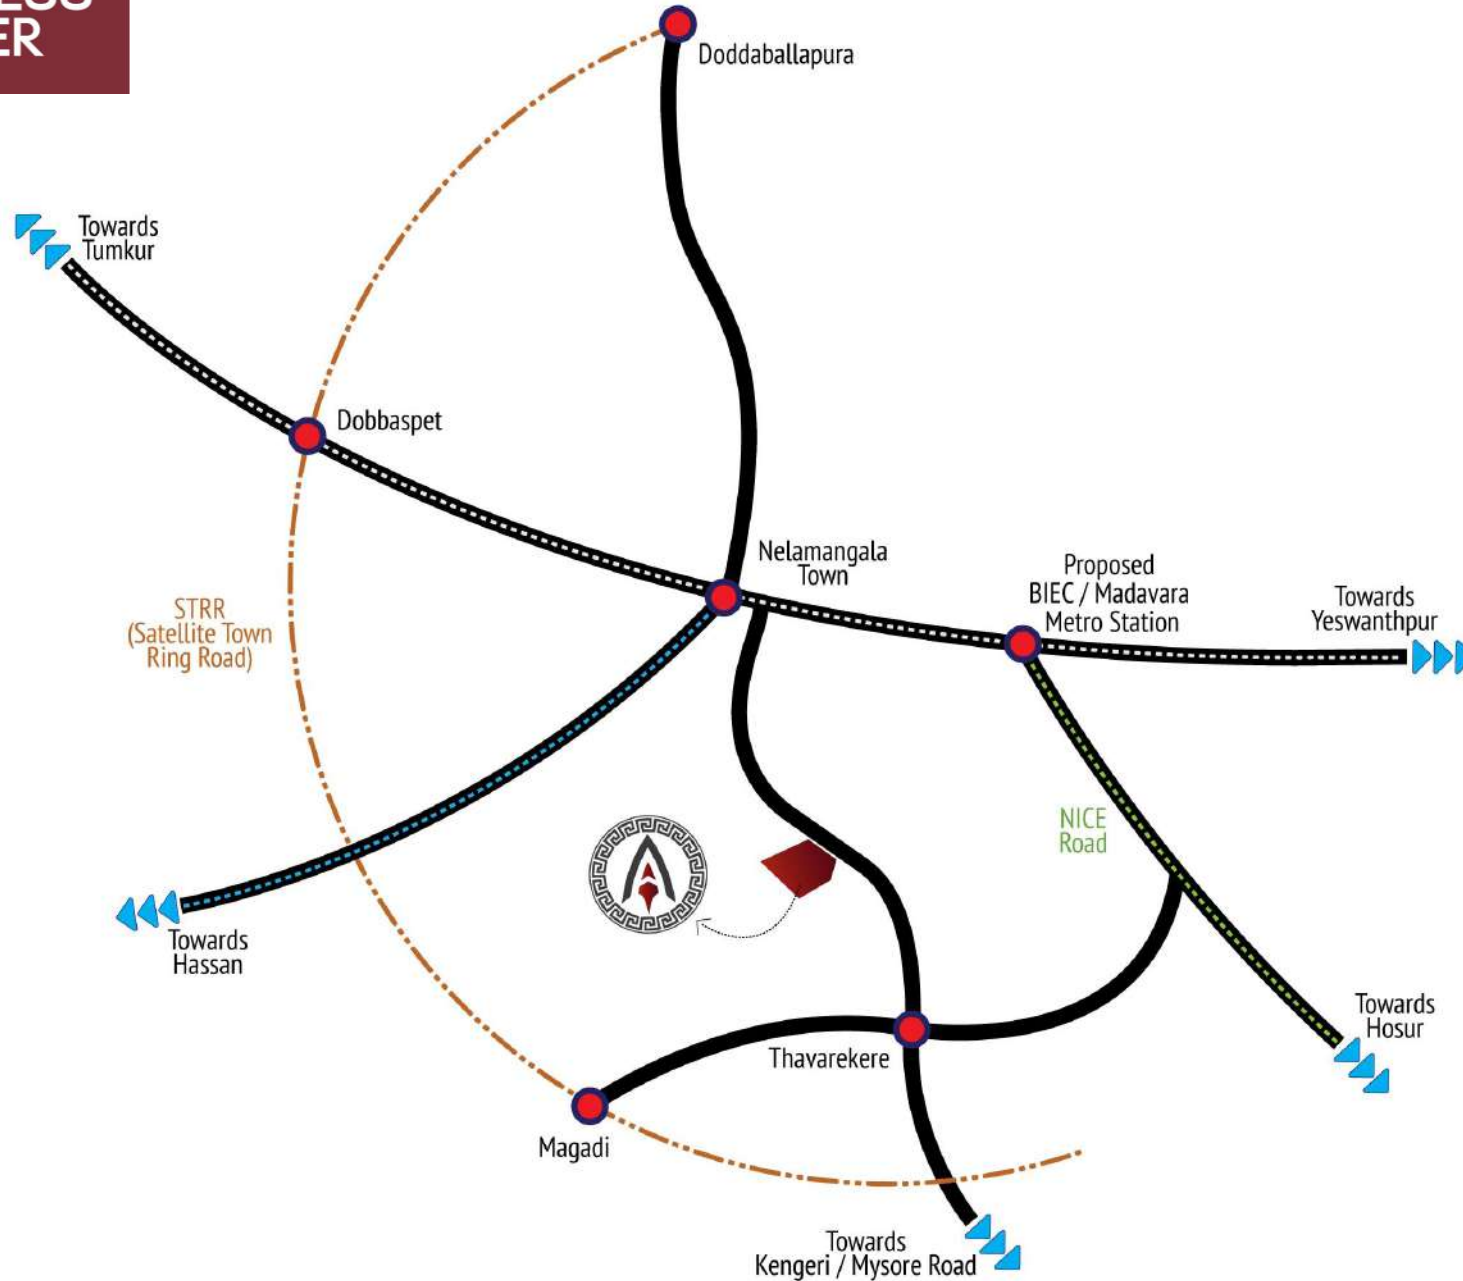 Doddaballapura
Towards
Tumkur
Dobbaspet
Nelamangala
Town
Proposed
BIEC / Madavara
Metro Station
Towards
Yeswanthpur
STRR
(Satellite Town
Ring Road)
NICE
Road
Towards
Hassan
Towards
Hosur
Thavarekere
Magadi
Towards
Kengeri / Mysore Road